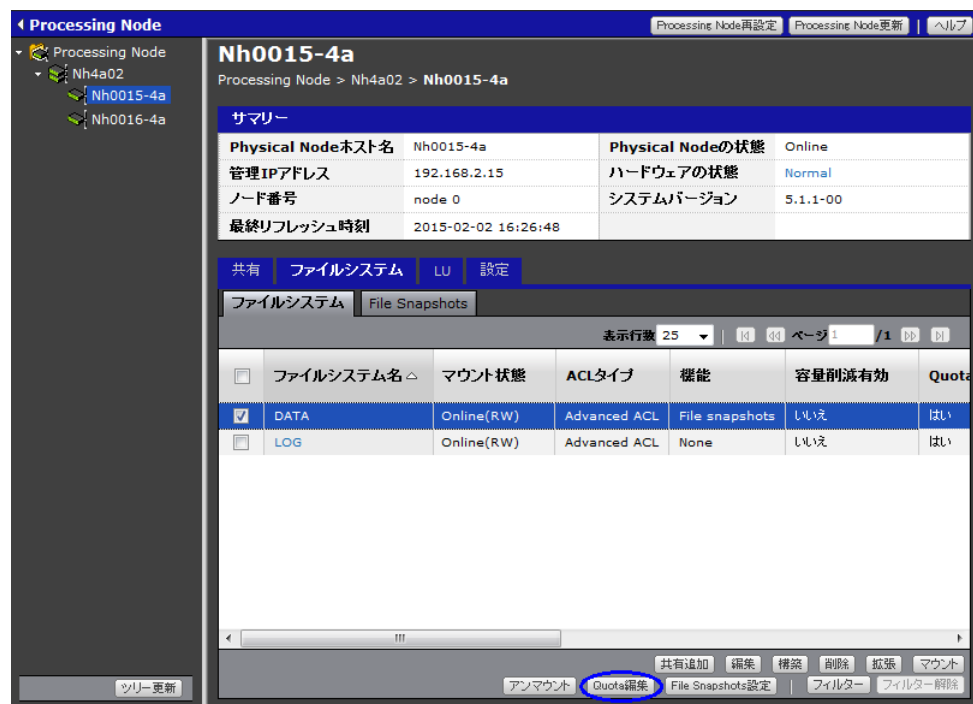 Processing Node
Processing Node再設定
Processing Node更新
ヘルプ
Processing Node
Nh4a02
Nh0015-4a
Nh0016-4a
ツリー更新
Nh0015-4a
Processing Node > Nh4a02 > Nh0015-4a
サマリー
Physical Nodeホスト名 Nh0015-4a Physical Nodeの状態 Online
管理IPアドレス 192.168.2.15 ハードウェアの状態 Normal
ノード番号 node 0 システムバージョン 5.1.1-00
最終リフレッシュ時刻 2015-02-02 16:26:48
共有 ファイルシステム LU 設定
ファイルシステム File Snapshots
表示行数 25 | ページ 1 /1
ファイルシステム名 マウント状態 ACLタイプ 機能 容量削減有効 Quota
DATA Online(RW) Advanced ACL File snapshots いいえ はい
LOG Online(RW) Advanced ACL None いいえ はい
共有追加 編集 構築 削除 拡張 マウント
アンマウント Quota編集 File Snapshots設定 | フィルター フィルター解除